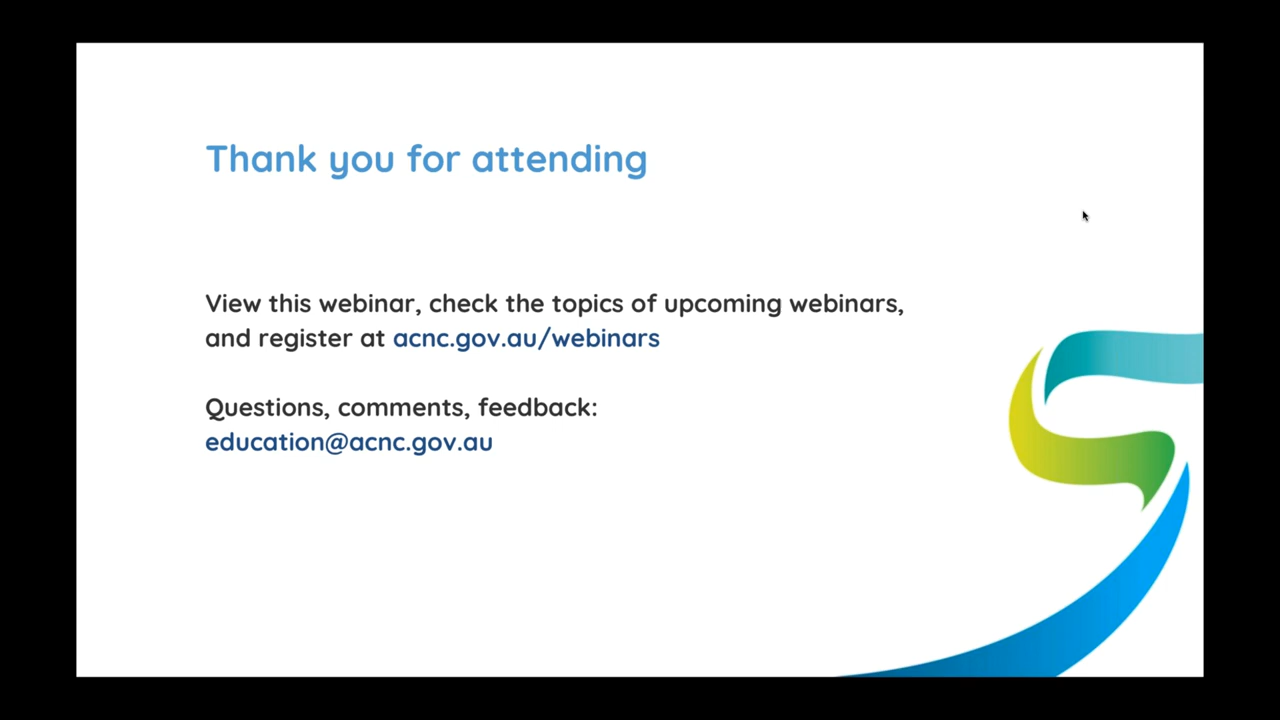 Thank you for attending
View this webinar, check the topics of upcoming webinars,
and register at acnc.gov.au/webinars
Questions, comments, feedback:
education@acnc.gov.au